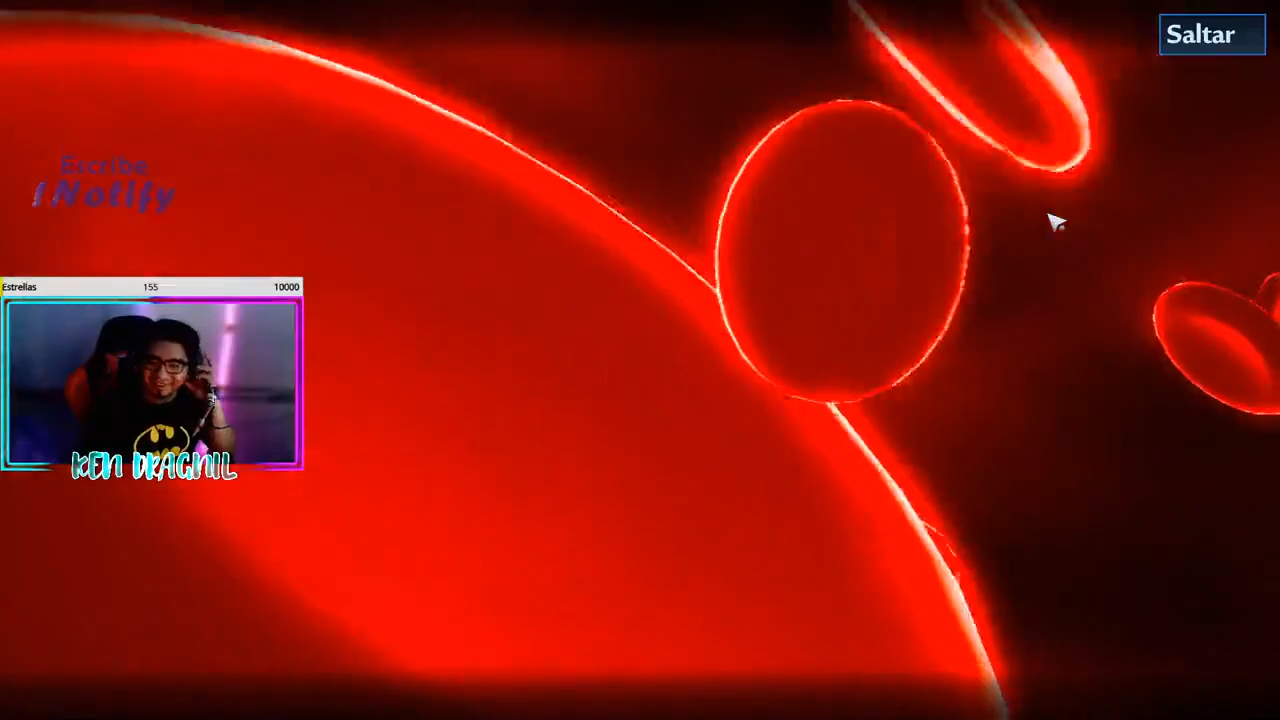 Saltar
Escribe
!Notify
Estrellas 155 10000
KEN DRAGNIL